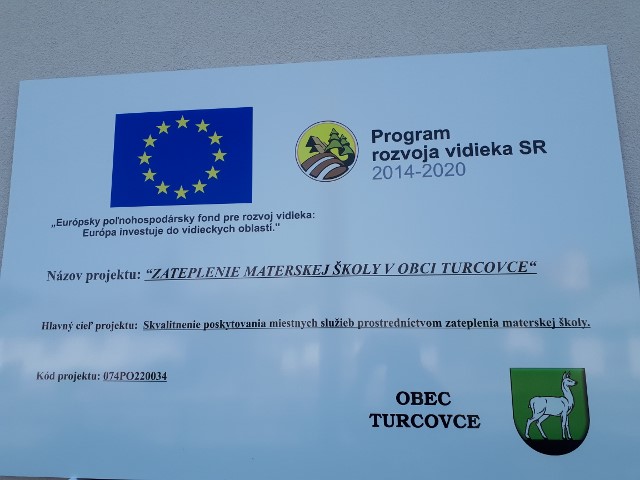 Program
rozvoja vidieka SR
2014-2020
„Európsky poľnohospodársky fond pre rozvoj vidieka:
Európa investuje do vidieckych oblastí."
Názov projektu: “ZATEPLENIE MATERSKEJ ŠKOLY V OBCI TURCOVCE“
Hlavný cieľ projektu: Skvalitnenie poskytovania miestnych služieb prostredníctvom zateplenia materskej školy.
Kód projektu: 074PO220034
OBEC
TURCOVCE